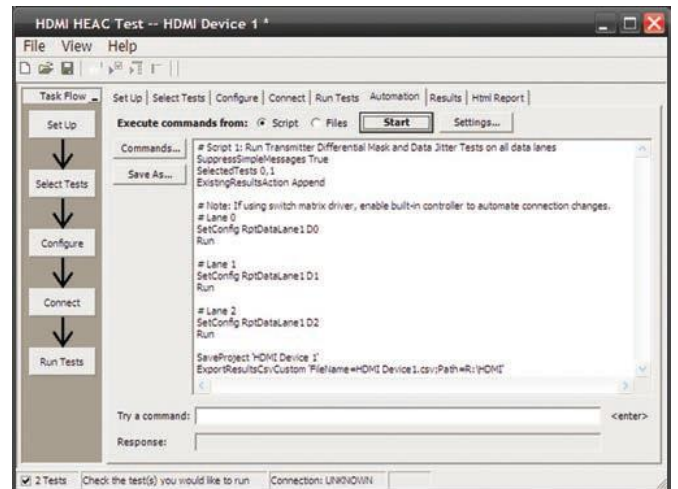 HDMI HEAC Test -- HDMI Device 1 *
File View Help
Task Flow
Set Up | Select Tests | Configure | Connect | Run Tests Automation | Results | Html Report |
Set Up
Select Tests
Configure
Connect
Run Tests
Execute commands from: Script Files Start Settings...
Commands...
Save As...
# Script 1: Run Transmitter Differential Mask and Data Jitter Tests on all data lanes
SuppressSimpleMessages True
SelectedTests 0,1
ExistingResultsAction Append
# Note: If using switch matrix driver, enable built-in controller to automate connection changes.
# Lane 0
SetConfig RptDataLane1 D0
Run
# Lane 1
SetConfig RptDataLane1 D1
Run
# Lane 2
SetConfig RptDataLane1 D2
Run
SaveProject 'HDMI Device 1'
ExportResultsCsvCustom 'FileName=HDMI Device1.csv;Path=R:\HDMI'
Try a command: <enter>
Response:
2 Tests Check the test(s) you would like to run Connection: UNKNOWN